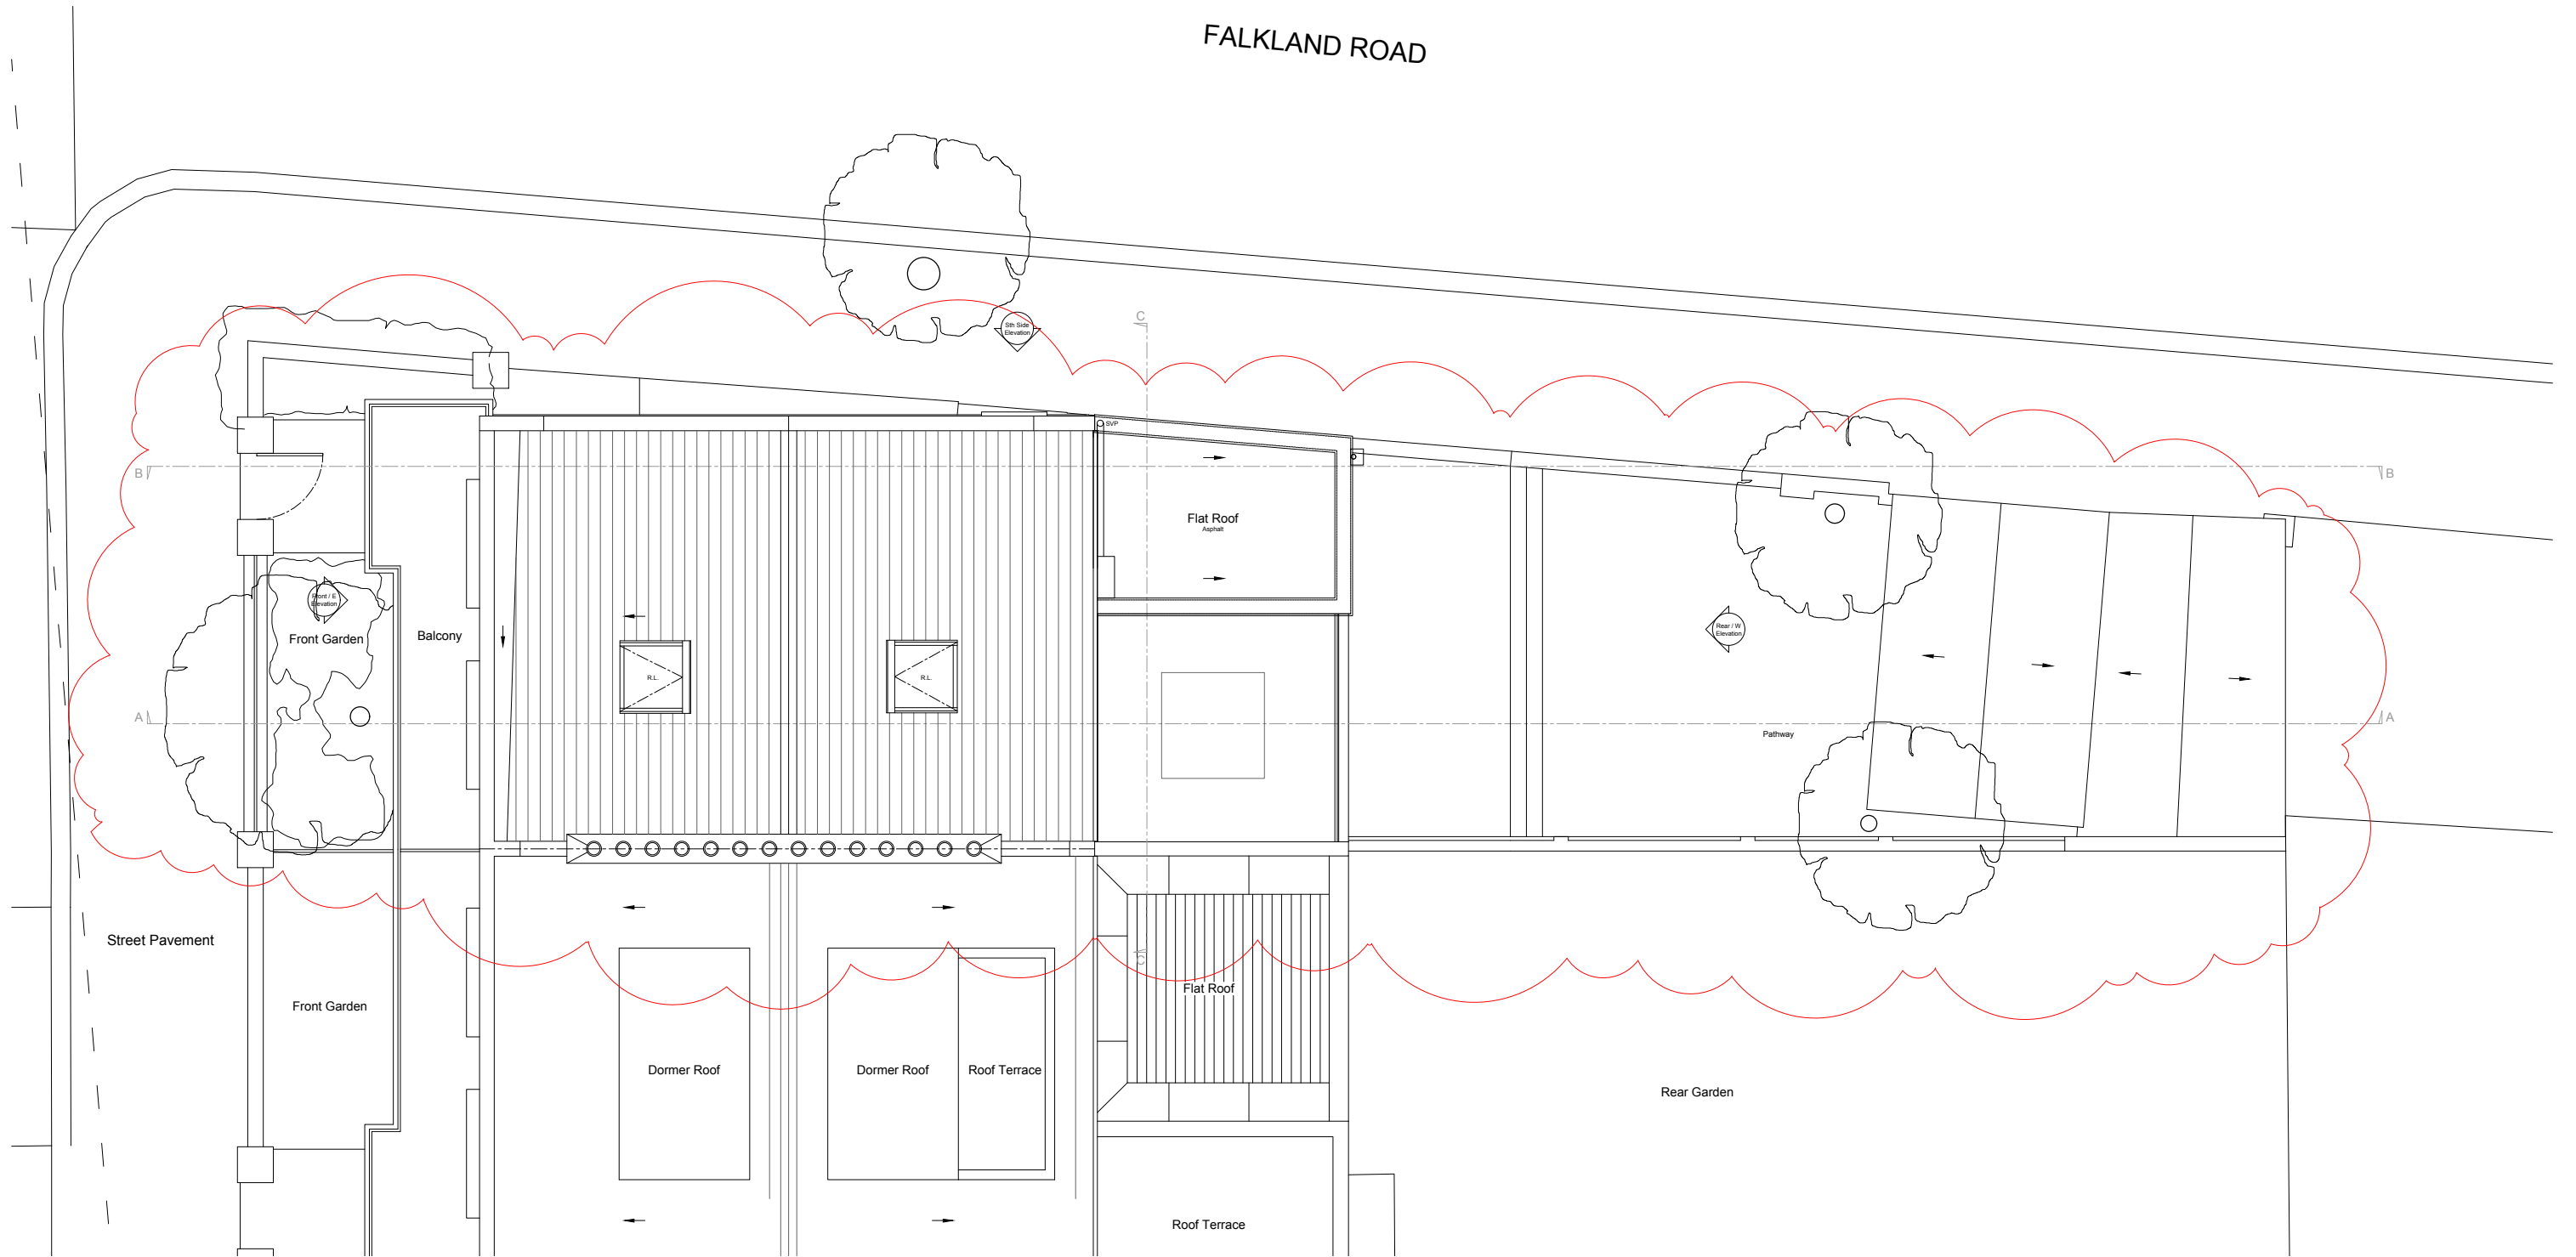 FALKLAND ROAD
C
Sth Side
Elevation
SVP
B
B
Flat Roof
Asphalt
Front / E
Elevation
Front Garden
Balcony
Rear / W
Elevation
R.L.
R.L.
A
A
Pathway
Street Pavement
C
Flat Roof
Front Garden
Dormer Roof
Dormer Roof
Roof Terrace
Rear Garden
Roof Terrace